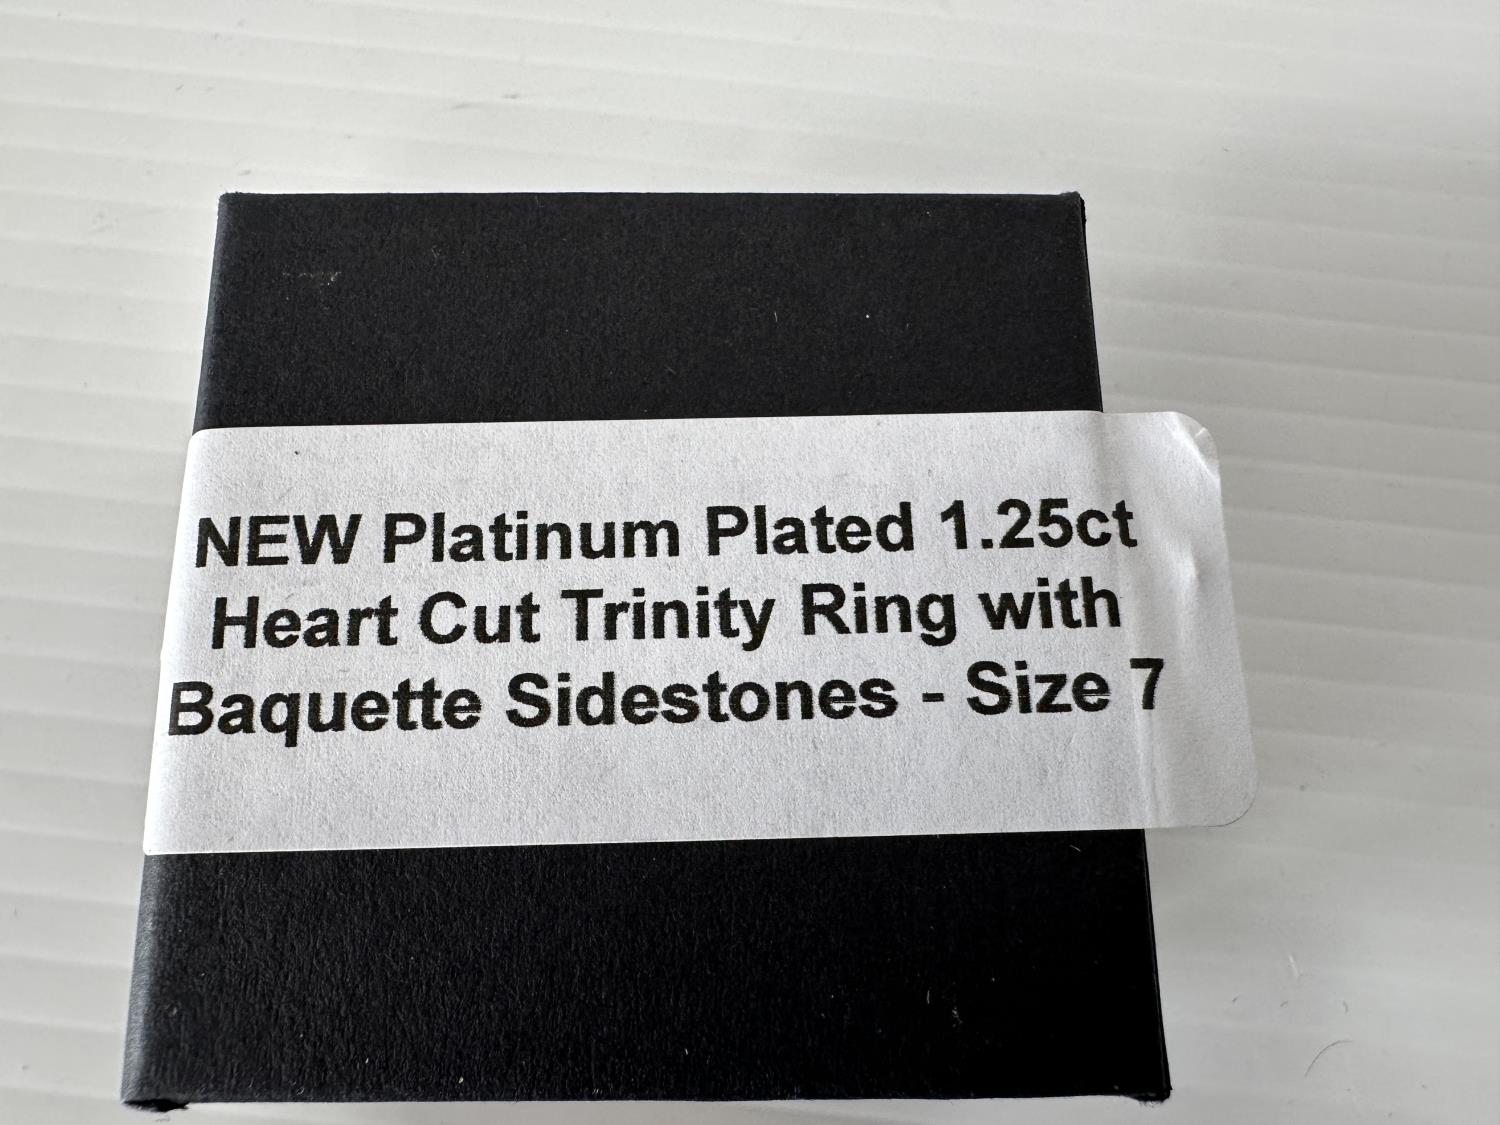 NEW Platinum Plated 1.25ct
Heart Cut Trinity Ring with
Baquette Sidestones - Size 7